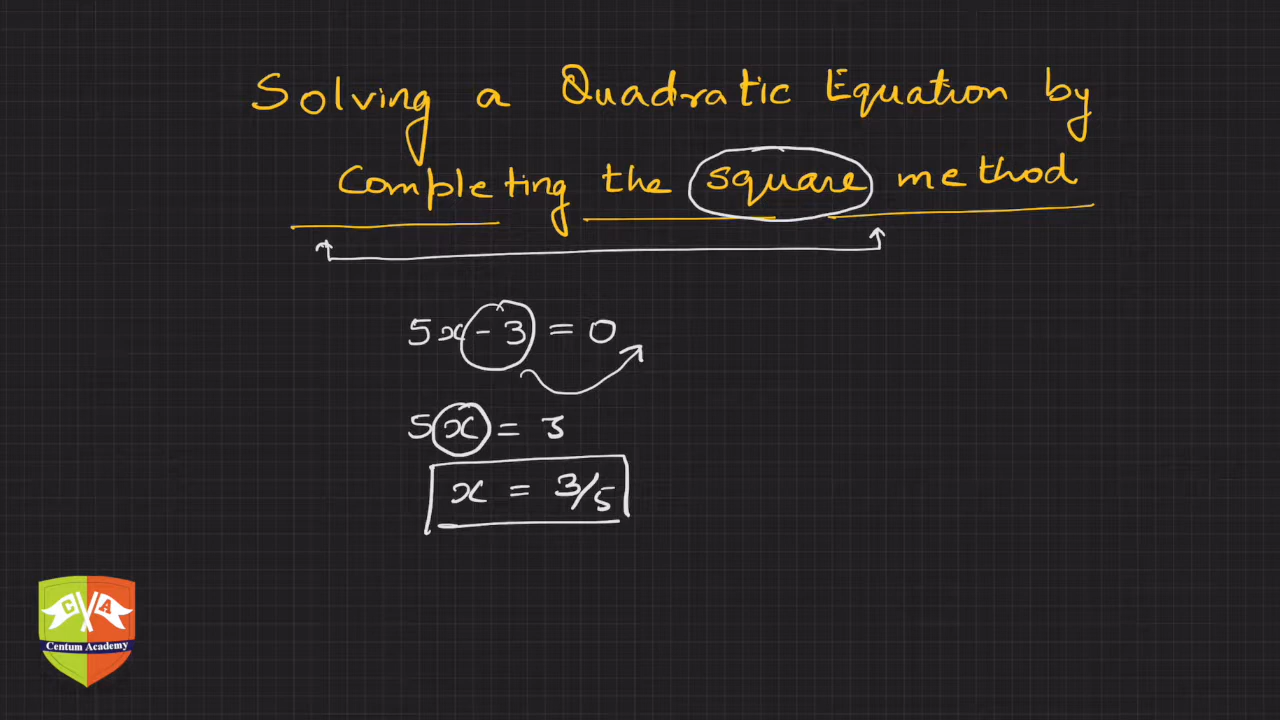 Solving a Quadratic Equation by
Completing the square method
5x - 3 = 0
5x = 3
x = 3/5
C A
Centum Academy